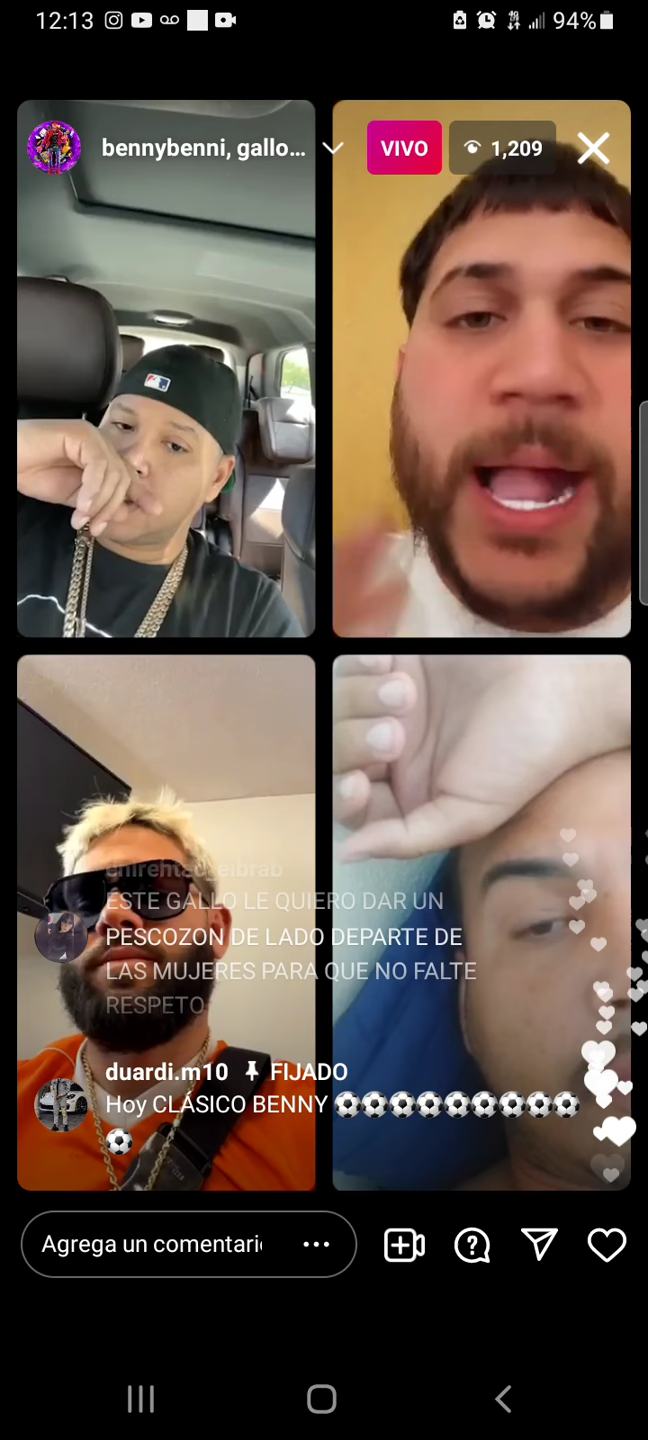 12:13
94%
bennybenni, gallo...
VIVO
1,209
ESTE GALLO LE QUIERO DAR UN
PESCOZON DE LADO DEPARTE DE
LAS MUJERES PARA QUE NO FALTE
RESPETO
duardi.m10 FIJADO
Hoy CLÁSICO BENNY ⚽⚽⚽⚽⚽⚽⚽⚽⚽
⚽
Agrega un comentari